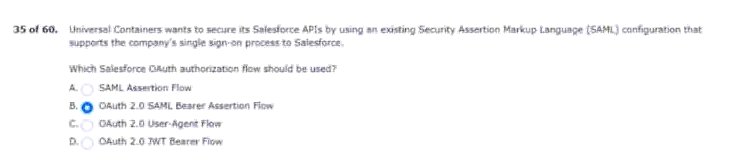 35 of 60. Universal Containers wants to secure its Salesforce APIs by using an existing Security Assertion Markup Language (SAML) configuration that
supports the company's single sign-on process to Salesforce.
Which Salesforce OAuth authorization flow should be used?
A. SAML Assertion Flow
B. OAuth 2.0 SAML Bearer Assertion Flow
C. OAuth 2.0 User-Agent Flow
D. OAuth 2.0 JWT Bearer Flow